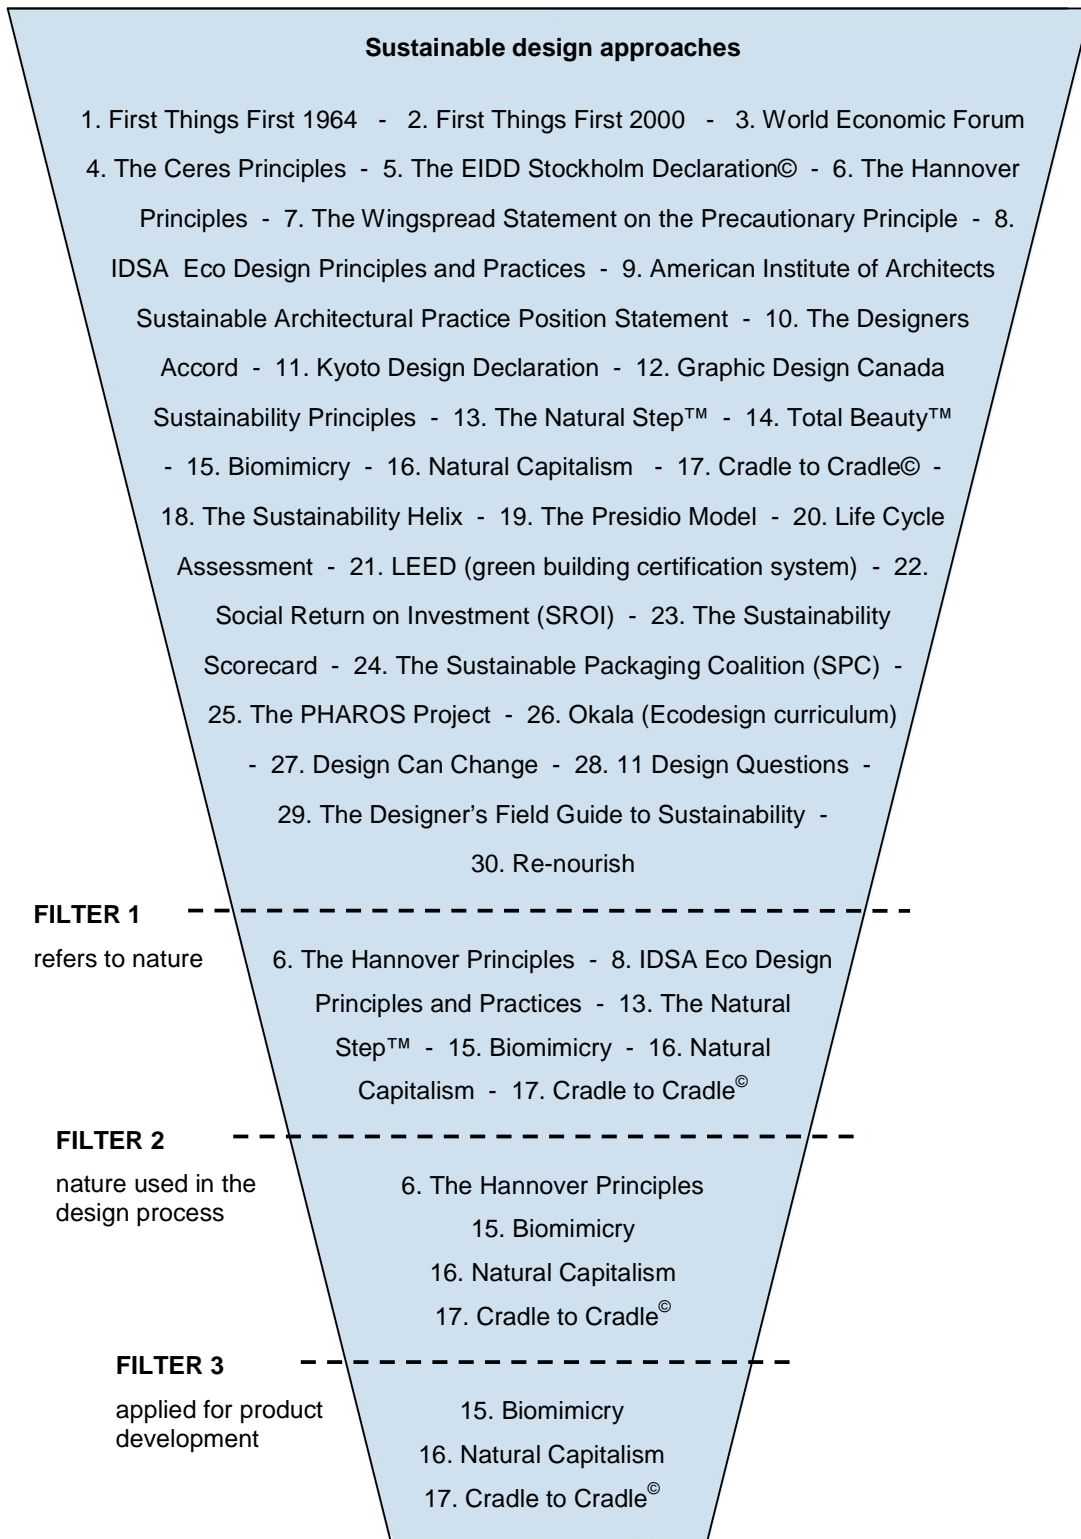 Sustainable design approaches
1. First Things First 1964 - 2. First Things First 2000 - 3. World Economic Forum
4. The Ceres Principles - 5. The EIDD Stockholm Declaration© - 6. The Hannover
Principles - 7. The Wingspread Statement on the Precautionary Principle - 8.
IDSA Eco Design Principles and Practices - 9. American Institute of Architects
Sustainable Architectural Practice Position Statement - 10. The Designers
Accord - 11. Kyoto Design Declaration - 12. Graphic Design Canada
Sustainability Principles - 13. The Natural Step™ - 14. Total Beauty™
- 15. Biomimicry - 16. Natural Capitalism - 17. Cradle to Cradle© -
18. The Sustainability Helix - 19. The Presidio Model - 20. Life Cycle
Assessment - 21. LEED (green building certification system) - 22.
Social Return on Investment (SROI) - 23. The Sustainability
Scorecard - 24. The Sustainable Packaging Coalition (SPC) -
25. The PHAROS Project - 26. Okala (Ecodesign curriculum)
- 27. Design Can Change - 28. 11 Design Questions -
29. The Designer's Field Guide to Sustainability -
30. Re-nourish
FILTER 1
refers to nature
6. The Hannover Principles - 8. IDSA Eco Design
Principles and Practices - 13. The Natural
Step™ - 15. Biomimicry - 16. Natural
Capitalism - 17. Cradle to Cradle©
FILTER 2
nature used in the
design process
6. The Hannover Principles
15. Biomimicry
16. Natural Capitalism
17. Cradle to Cradle©
FILTER 3
applied for product
development
15. Biomimicry
16. Natural Capitalism
17. Cradle to Cradle©